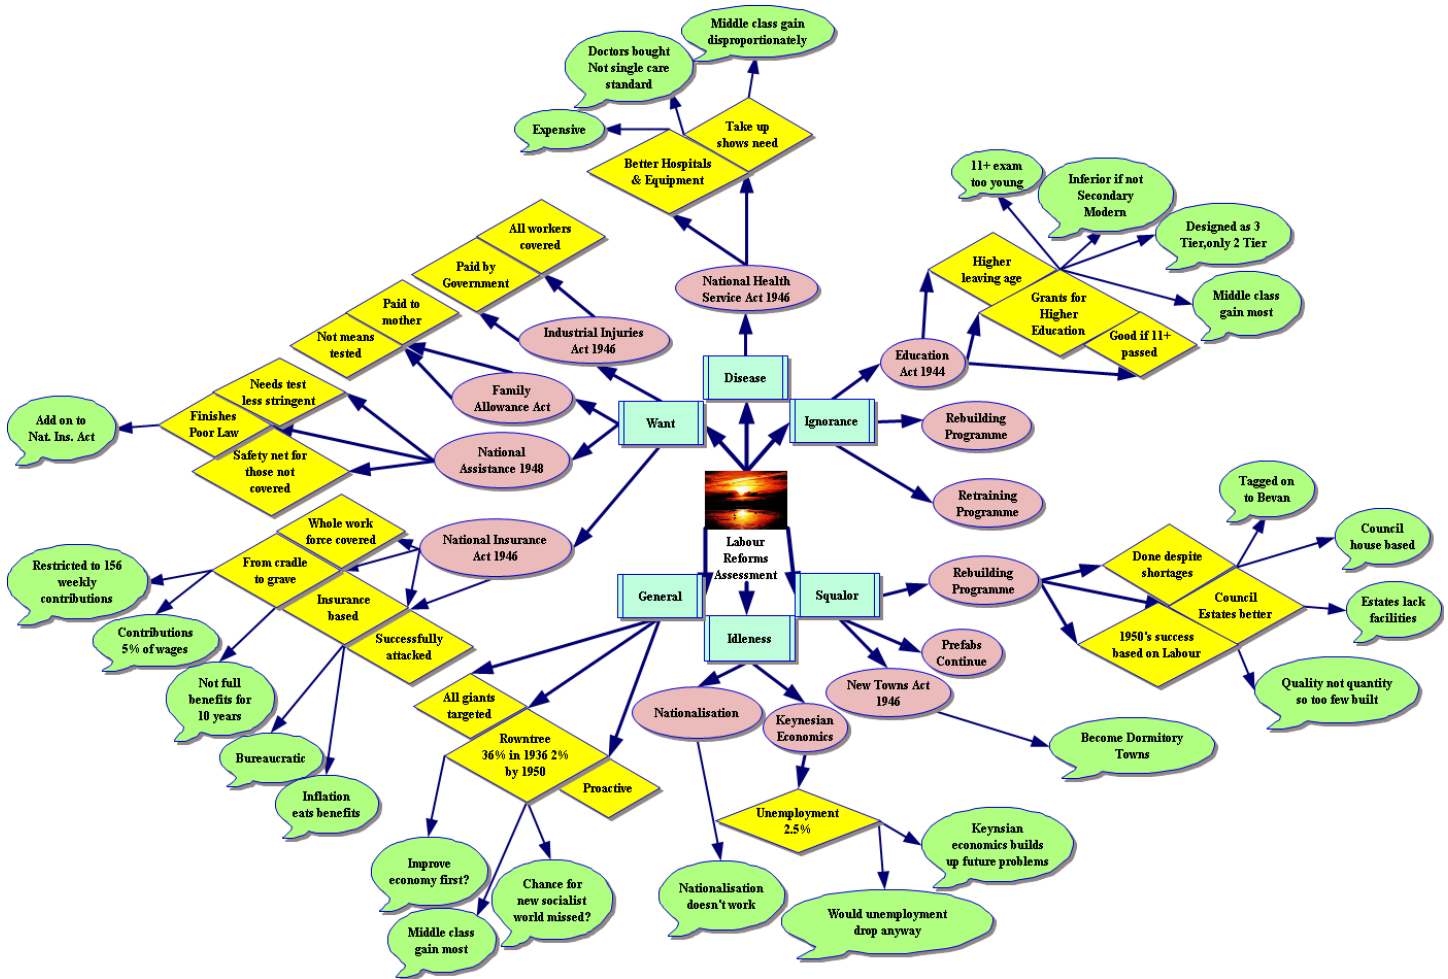 Middle class gain
disproportionately
Doctors bought
Not single care
standard
Expensive
Take up
shows need
Better Hospitals
& Equipment
National Health
Service Act 1946
Disease
11+ exam
too young
Inferior if not
Secondary
Modern
Designed as 3
Tier,only 2 Tier
Middle class
gain most
Higher
leaving age
Grants for
Higher
Education
Good if 11+
passed
Education
Act 1944
Ignorance
Rebuilding
Programme
Retraining
Programme
All workers
covered
Paid by
Government
Industrial Injuries
Act 1946
Paid to
mother
Not means
tested
Family
Allowance Act
Want
Needs test
less stringent
Finishes
Poor Law
Safety net for
those not
covered
Add on to
Nat. Ins. Act
National
Assistance 1948
National Insurance
Act 1946
Whole work
force covered
From cradle
to grave
Insurance
based
Successfully
attacked
Restricted to 156
weekly
contributions
Contributions
5% of wages
Not full
benefits for
10 years
Bureaucratic
Inflation
eats benefits
Labour
Reforms
Assessment
General
Idleness
Squalor
Rebuilding
Programme
Prefabs
Continue
New Towns Act
1946
Become Dormitory
Towns
Done despite
shortages
Council
Estates better
1950's success
based on Labour
Tagged on
to Bevan
Council
house based
Estates lack
facilities
Quality not quantity
so too few built
All giants
targeted
Rowntree
36% in 1936 2%
by 1950
Proactive
Improve
economy first?
Middle class
gain most
Chance for
new socialist
world missed?
Nationalisation
Nationalisation
doesn't work
Keynesian
Economics
Unemployment
2.5%
Keynsian
economics builds
up future problems
Would unemployment
drop anyway